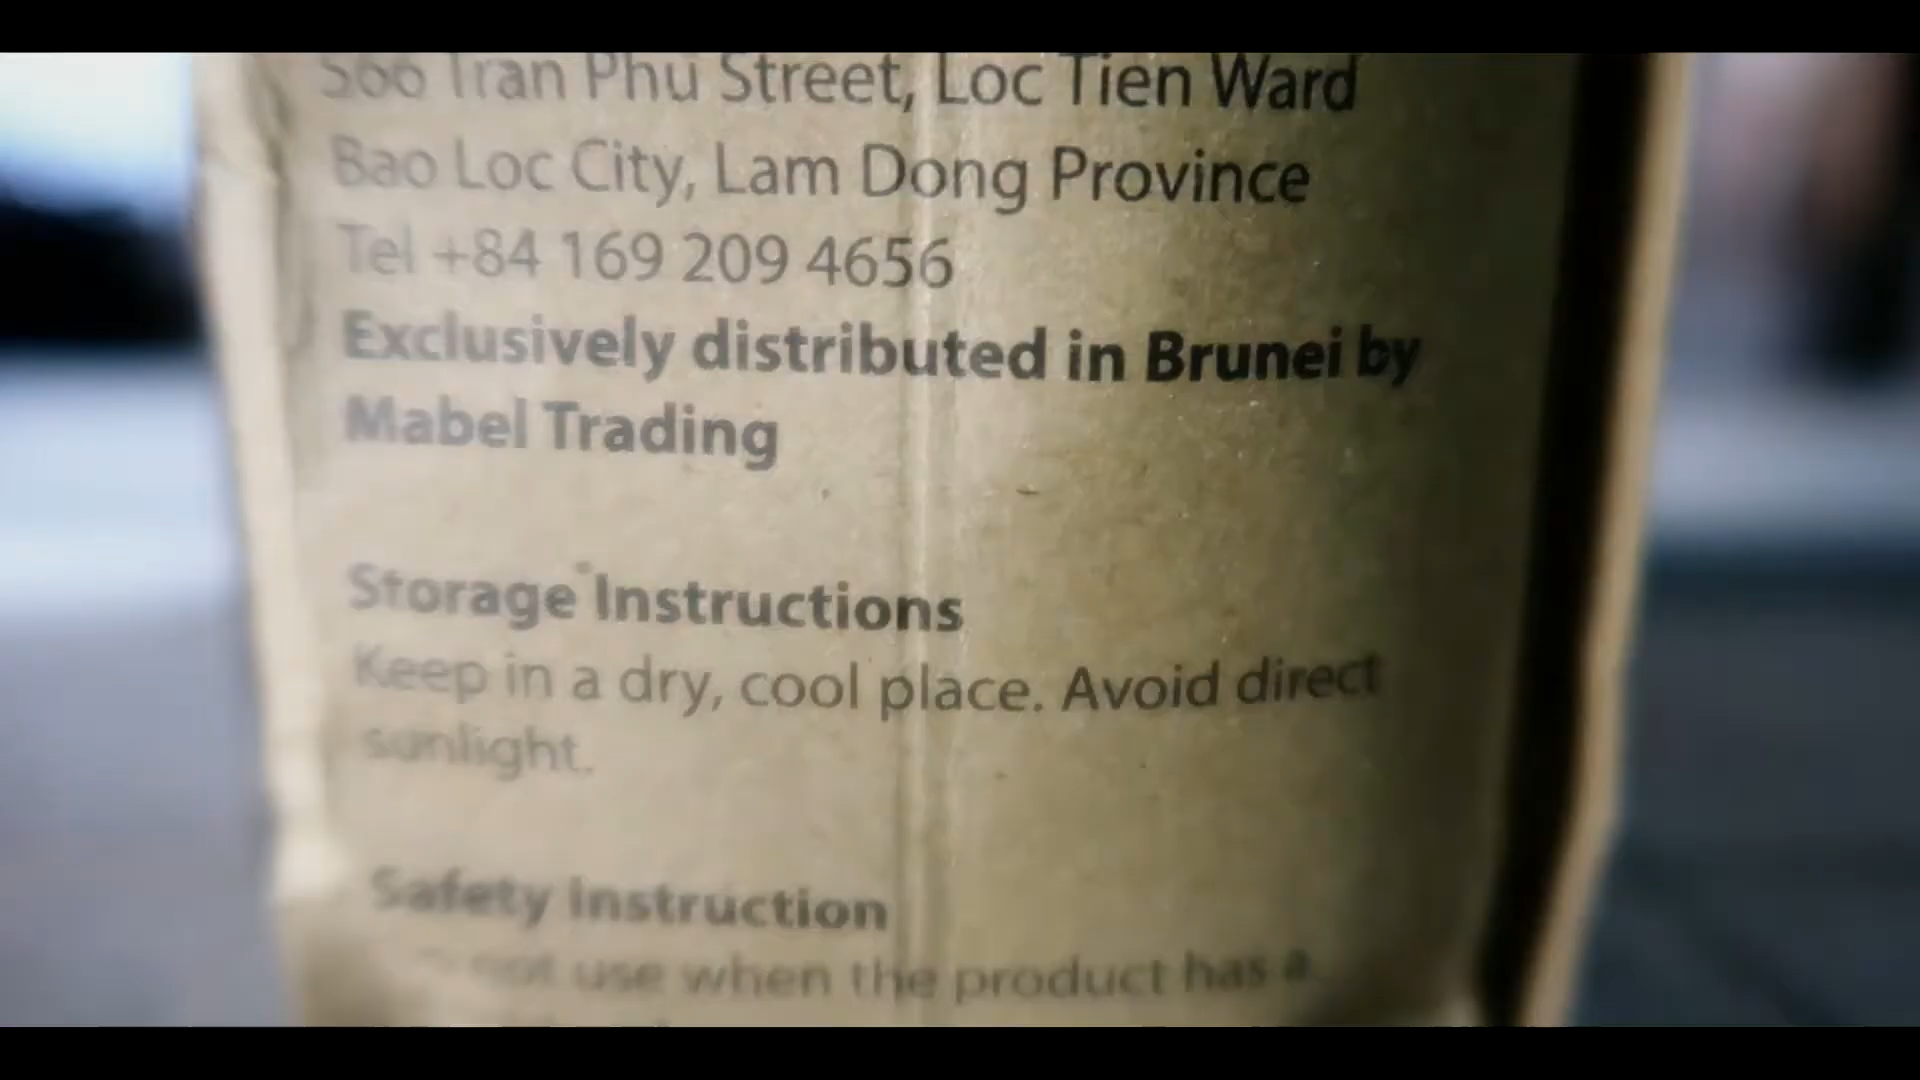 566 Tran Phu Street, Loc Tien Ward
Bao Loc City, Lam Dong Province
Tel +84 169 209 4656
Exclusively distributed in Brunei by
Mabel Trading
Storage Instructions
Keep in a dry, cool place. Avoid direct
sunlight.
Safety Instruction
not use when the product has a